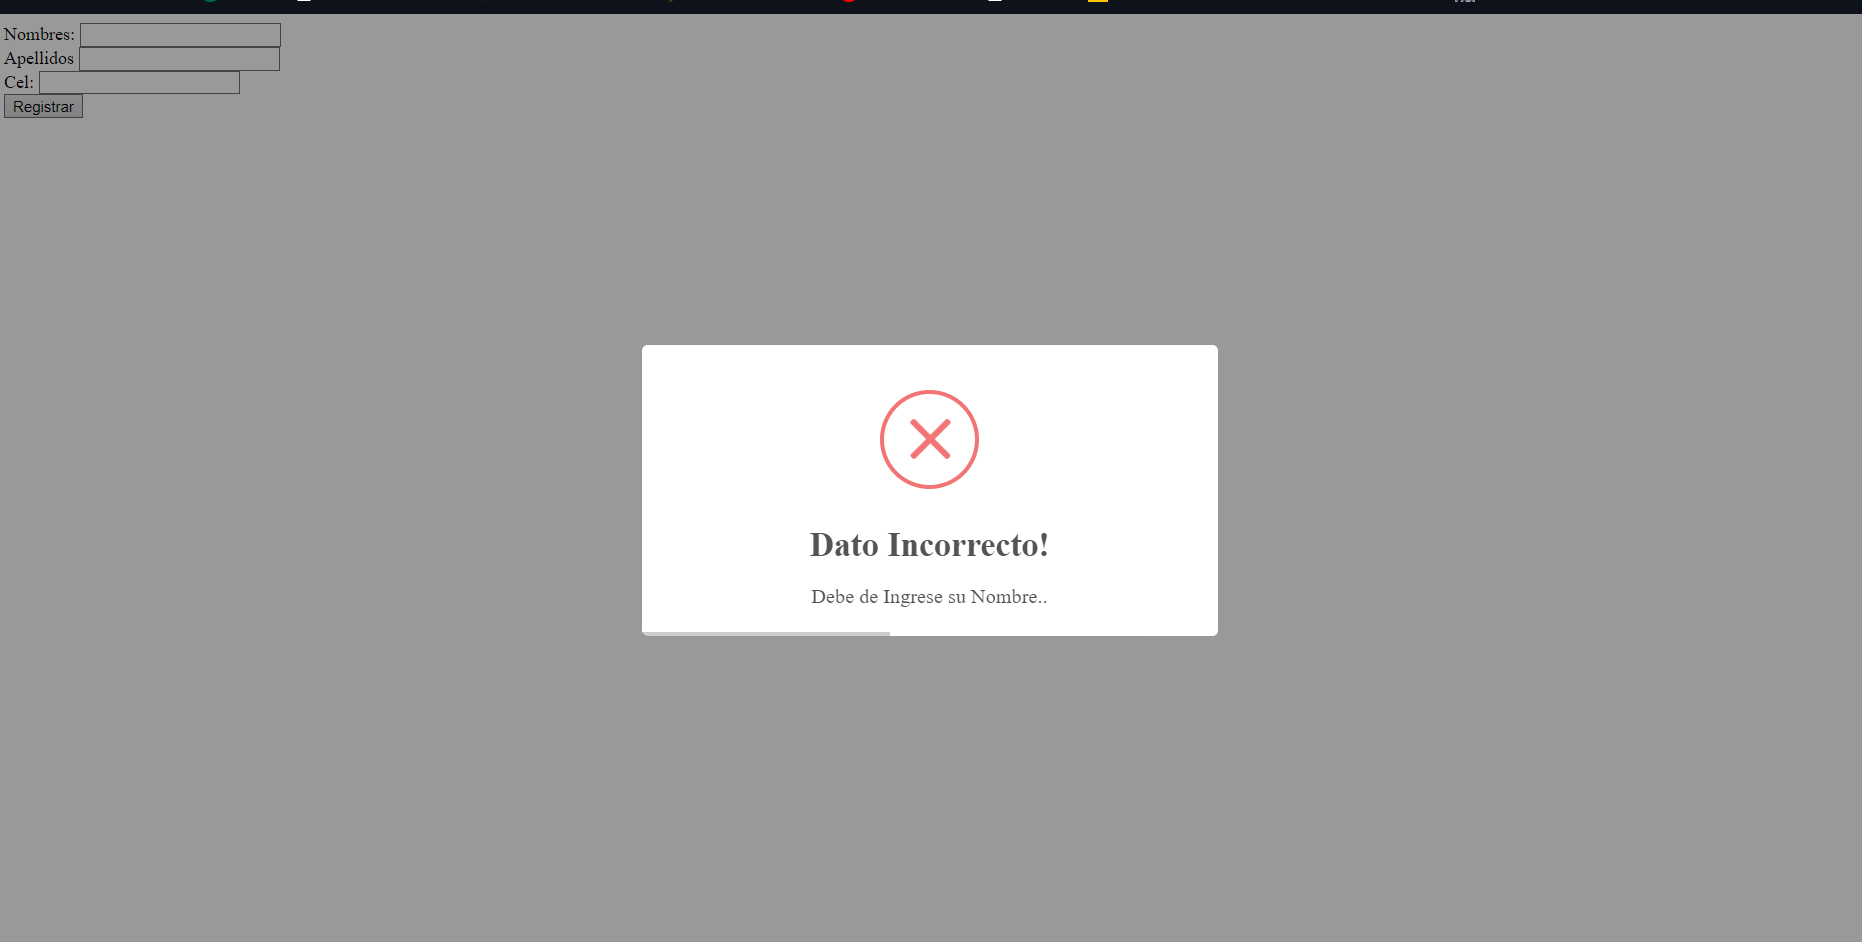 Nombres:
Apellidos
Cel:
Registrar
Dato Incorrecto!
Debe de Ingrese su Nombre..